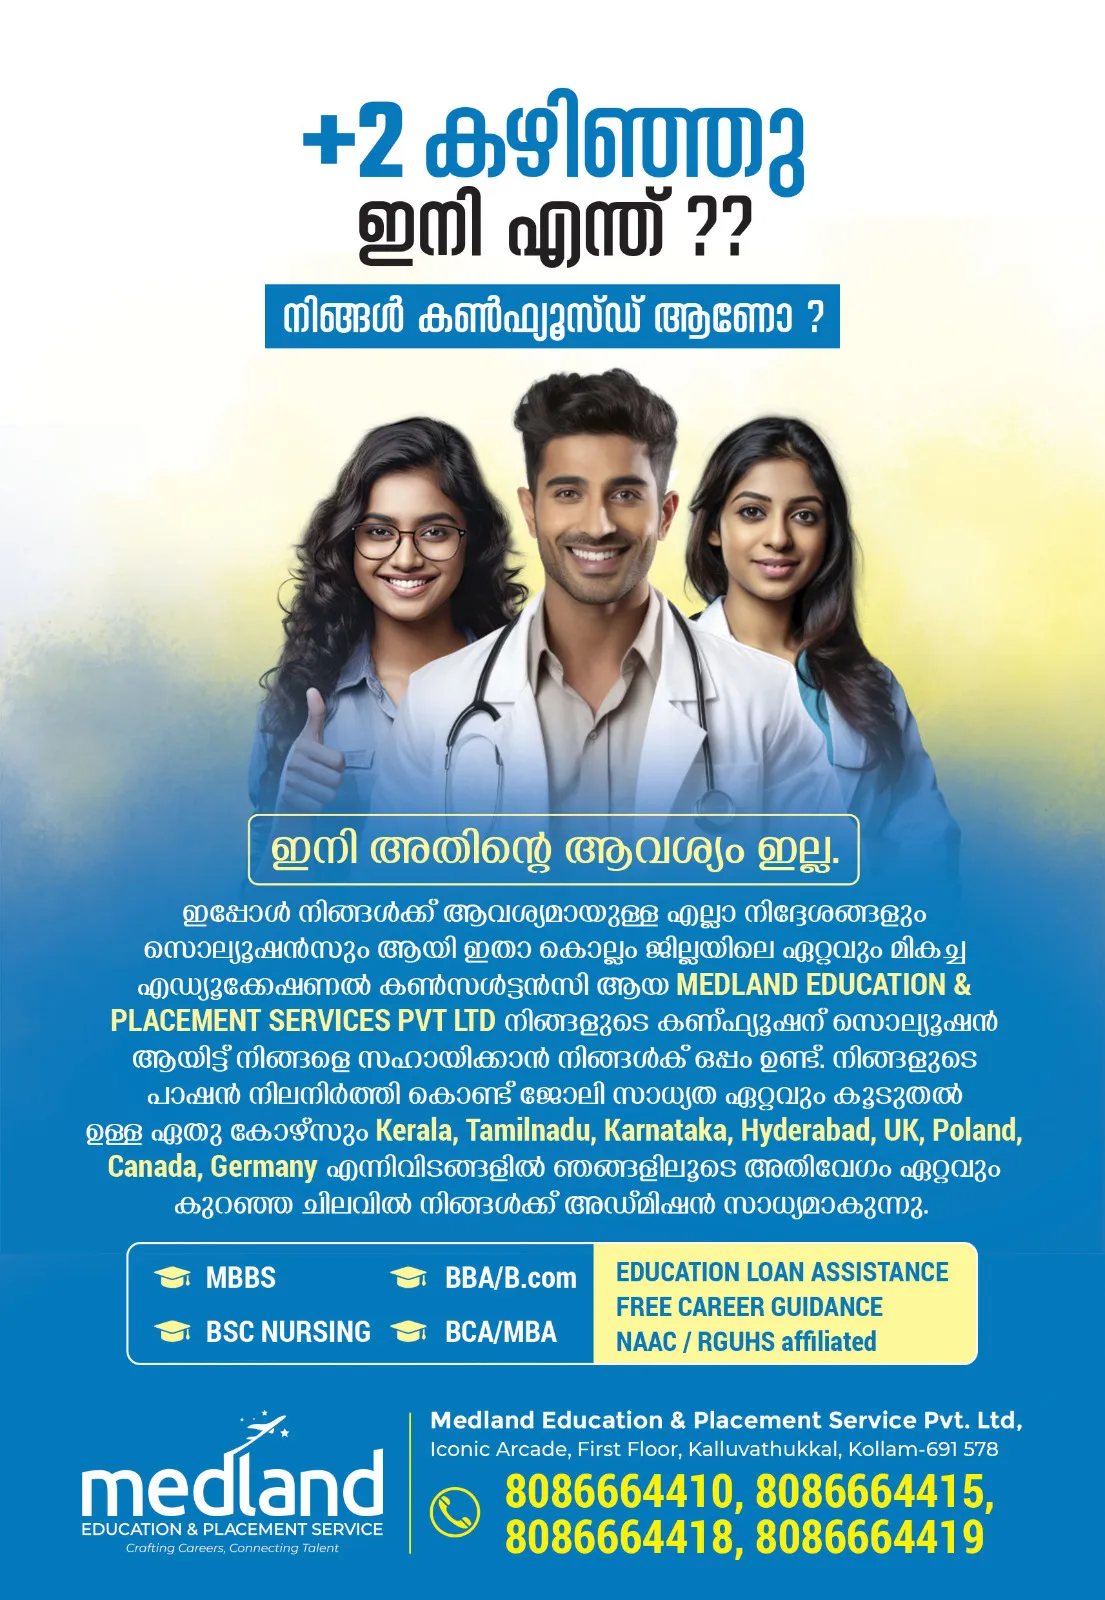 +2 കഴിഞ്ഞു
ഇനി എന്ത് ??
നിങ്ങൾ കൺഫ്യൂസ്ഡ് ആണോ ?
ഇനി അതിന്റെ ആവശ്യം ഇല്ല.
ഇപ്പോൾ നിങ്ങൾക്ക് ആവശ്യമായുള്ള എല്ലാ നിദ്ദേശങ്ങളും
സൊല്യൂഷൻസും ആയി ഇതാ കൊല്ലം ജില്ലയിലെ ഏറ്റവും മികച്ച
എഡ്യൂക്കേഷണൽ കൺസൾട്ടൻസി ആയ MEDLAND EDUCATION &
PLACEMENT SERVICES PVT LTD നിങ്ങളുടെ കണ്ഫ്യൂഷന് സൊല്യൂഷൻ
ആയിട്ട് നിങ്ങളെ സഹായിക്കാൻ നിങ്ങൾക് ഒപ്പം ഉണ്ട്. നിങ്ങളുടെ
പാഷൻ നിലനിർത്തി കൊണ്ട് ജോലി സാധ്യത ഏറ്റവും കൂടുതൽ
ഉള്ള ഏതു കോഴ്സും Kerala, Tamilnadu, Karnataka, Hyderabad, UK, Poland,
Canada, Germany എന്നിവിടങ്ങളിൽ ഞങ്ങളിലൂടെ അതിവേഗം ഏറ്റവും
കുറഞ്ഞ ചിലവിൽ നിങ്ങൾക്ക് അഡ്മിഷൻ സാധ്യമാകുന്നു.
MBBS
BBA/B.com
BSC NURSING
BCA/MBA
EDUCATION LOAN ASSISTANCE
FREE CAREER GUIDANCE
NAAC / RGUHS affiliated
medland
EDUCATION & PLACEMENT SERVICE
Crafting Careers, Connecting Talent
Medland Education & Placement Service Pvt. Ltd,
Iconic Arcade, First Floor, Kalluvathukkal, Kollam-691 578
8086664410, 8086664415,
8086664418, 8086664419